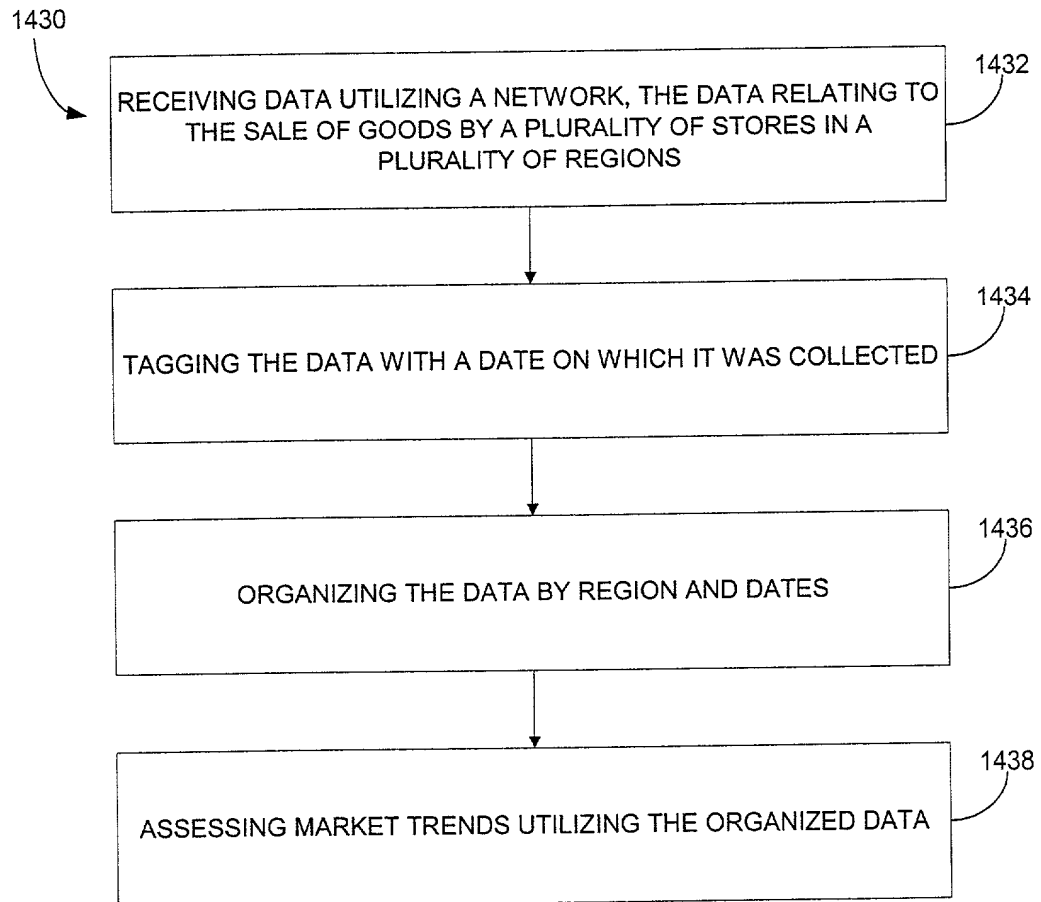 1430
1432
RECEIVING DATA UTILIZING A NETWORK, THE DATA RELATING TO
THE SALE OF GOODS BY A PLURALITY OF STORES IN A
PLURALITY OF REGIONS
1434
TAGGING THE DATA WITH A DATE ON WHICH IT WAS COLLECTED
1436
ORGANIZING THE DATA BY REGION AND DATES
1438
ASSESSING MARKET TRENDS UTILIZING THE ORGANIZED DATA